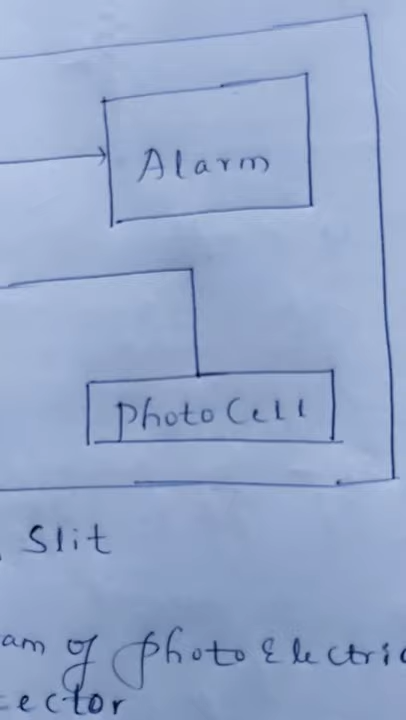 Alarm
Photo Cell
Slit
am of Photo Electric
ector